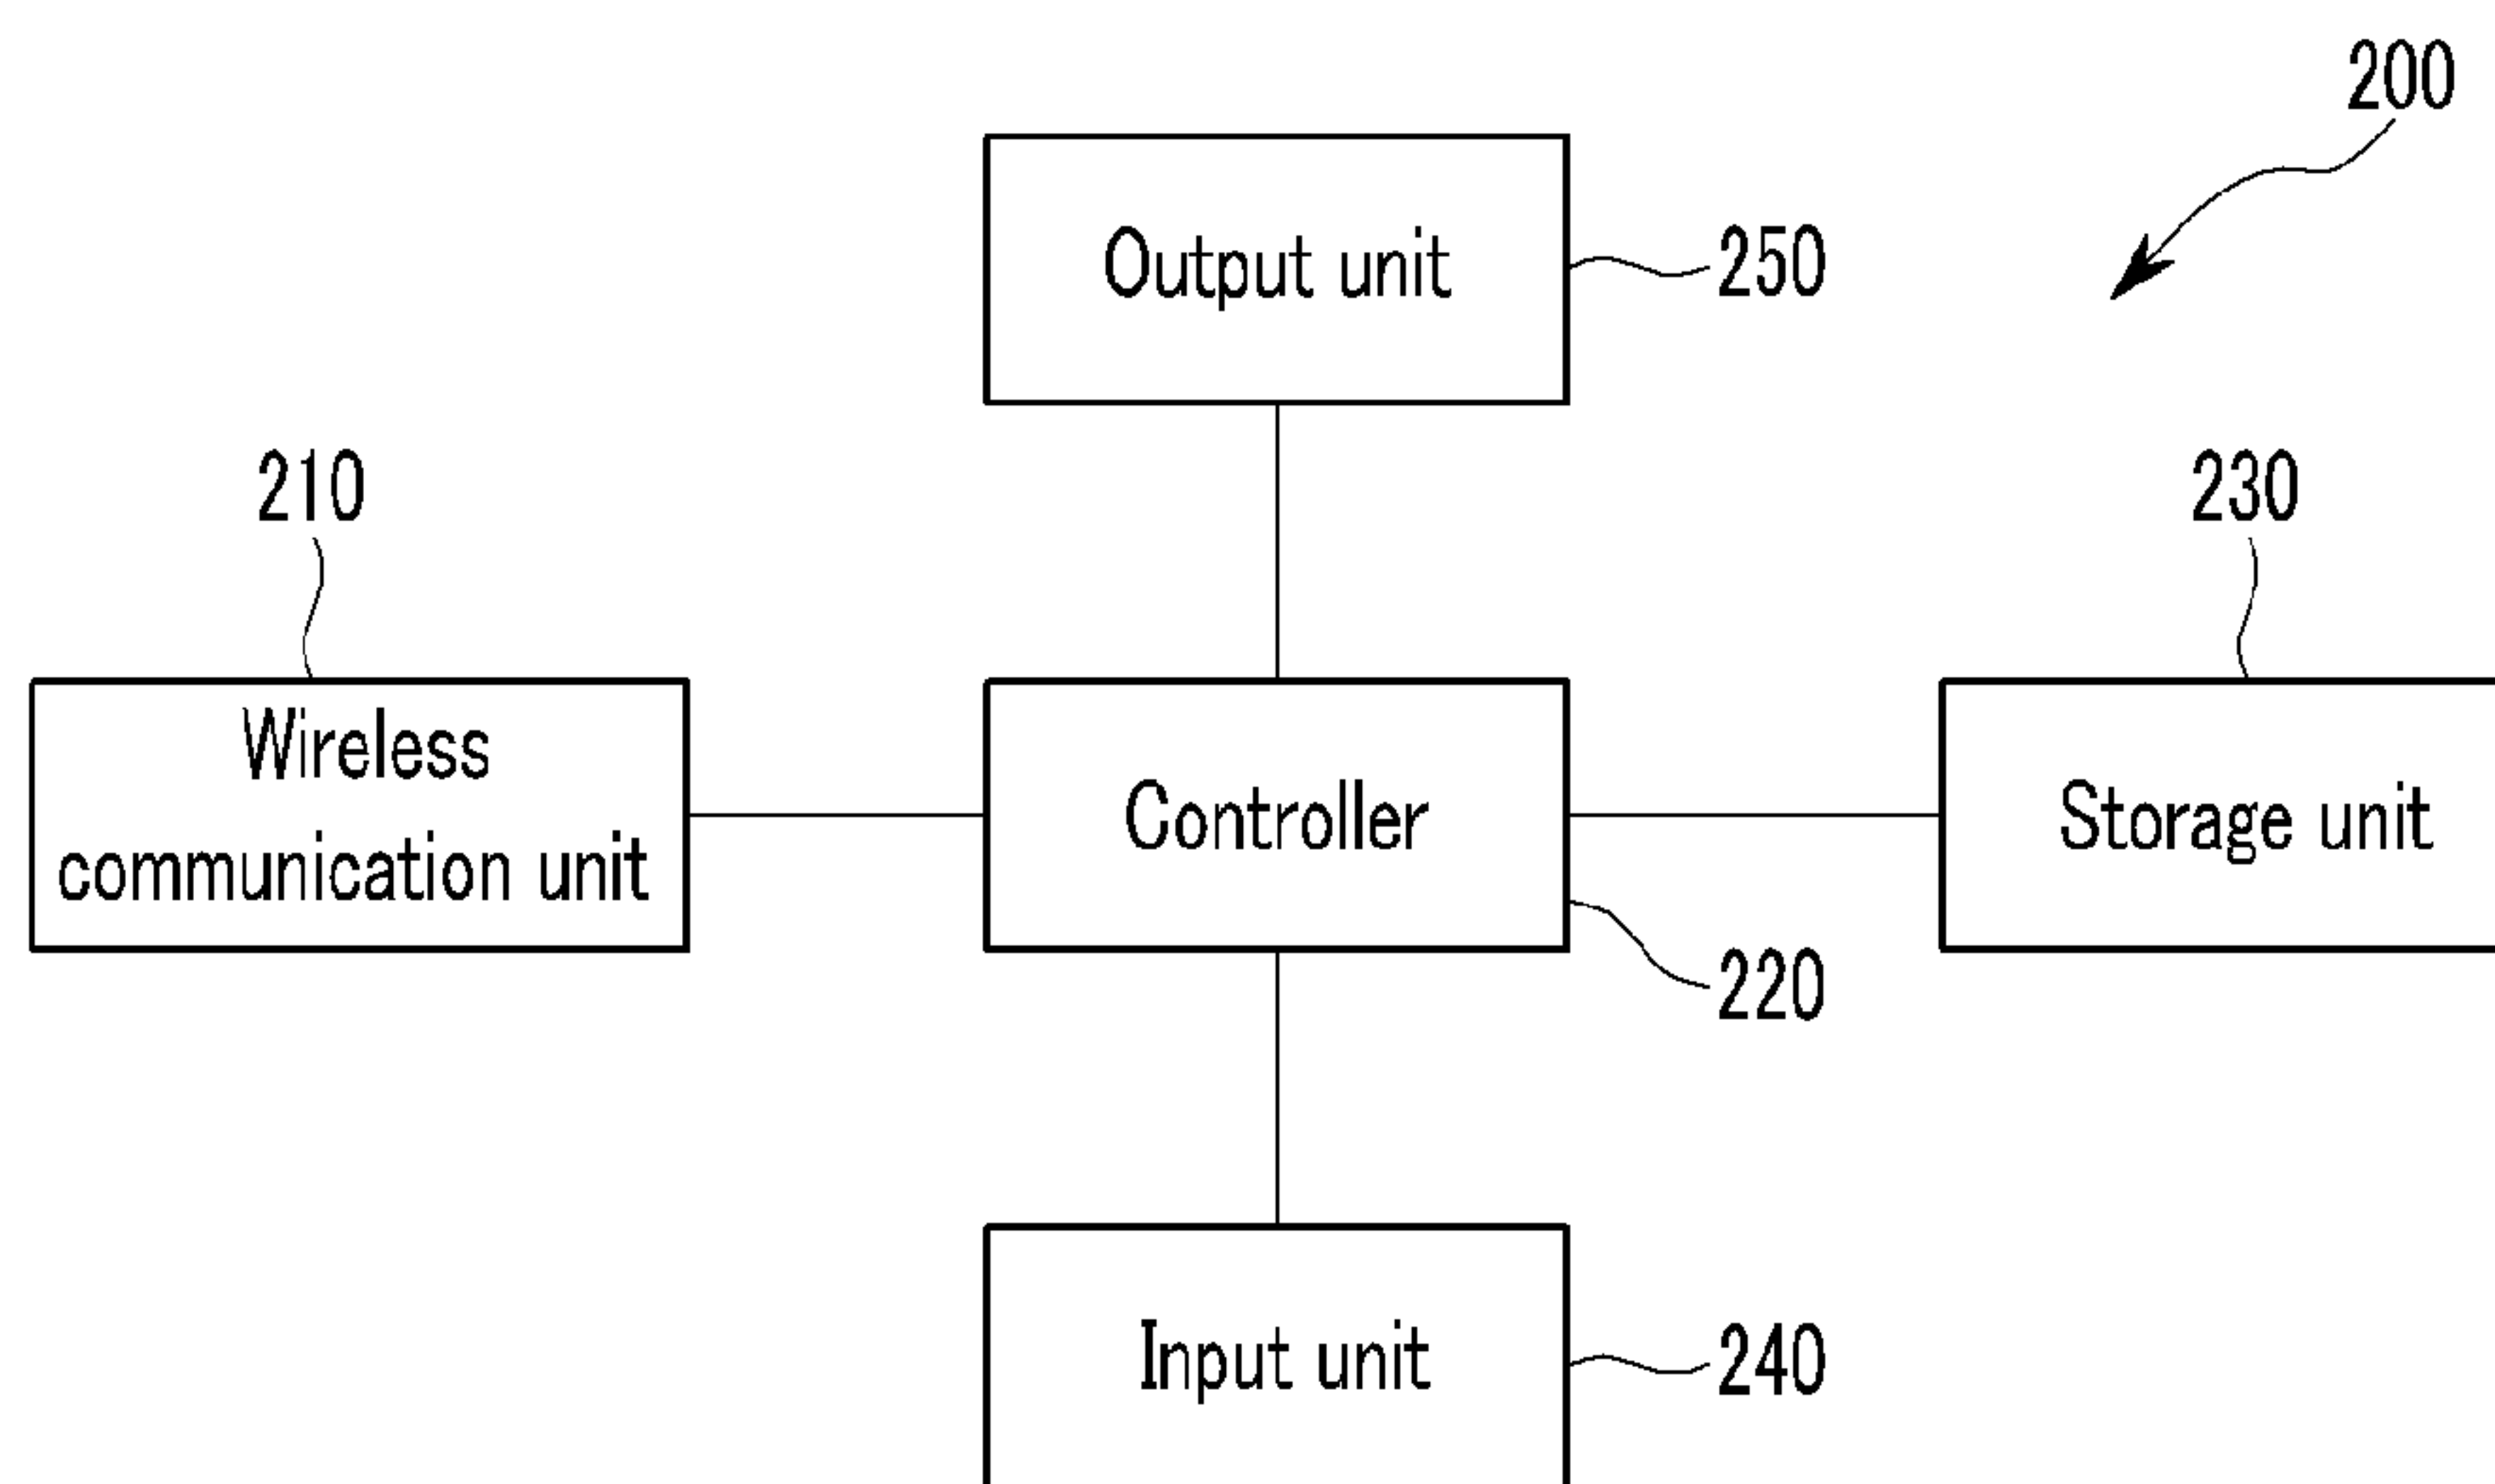 200
Output unit
250
210
230
Wireless
communication unit
Controller
Storage unit
220
Input unit
240